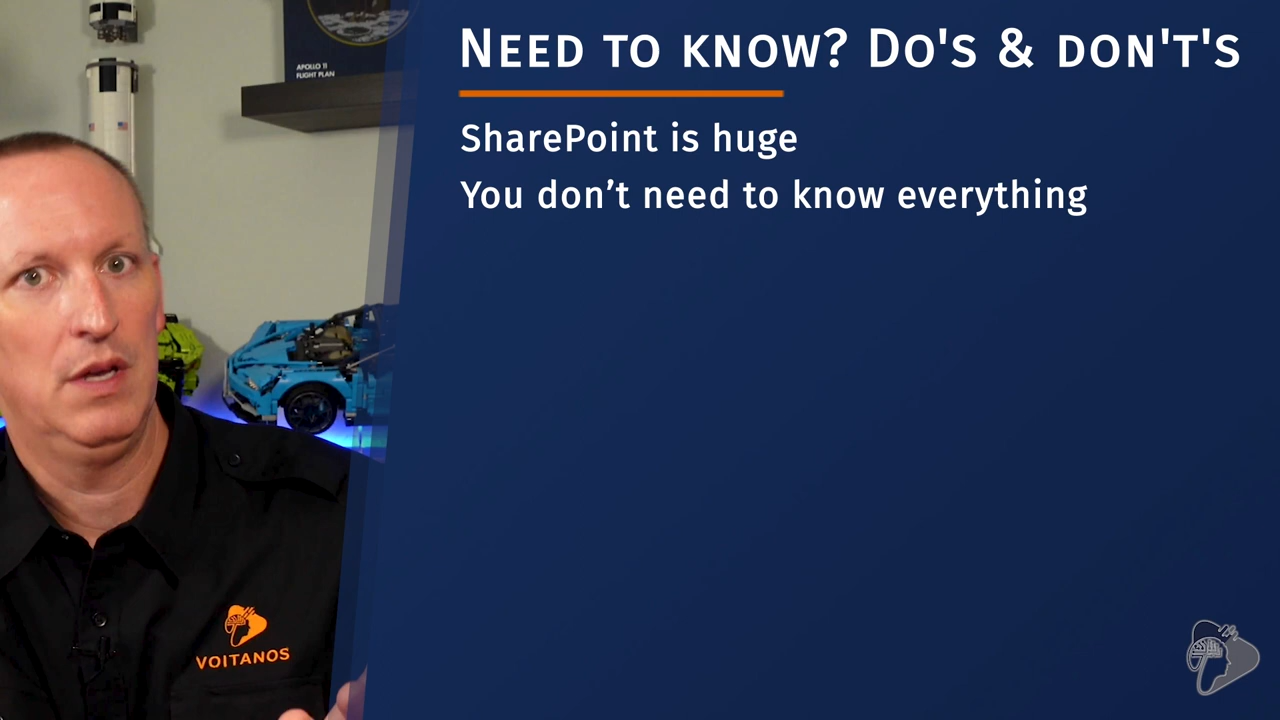 APOLLO 11
FLIGHT PLAN
NEED TO KNOW? DO'S & DON'T'S
SharePoint is huge
You don’t need to know everything
VOITANOS